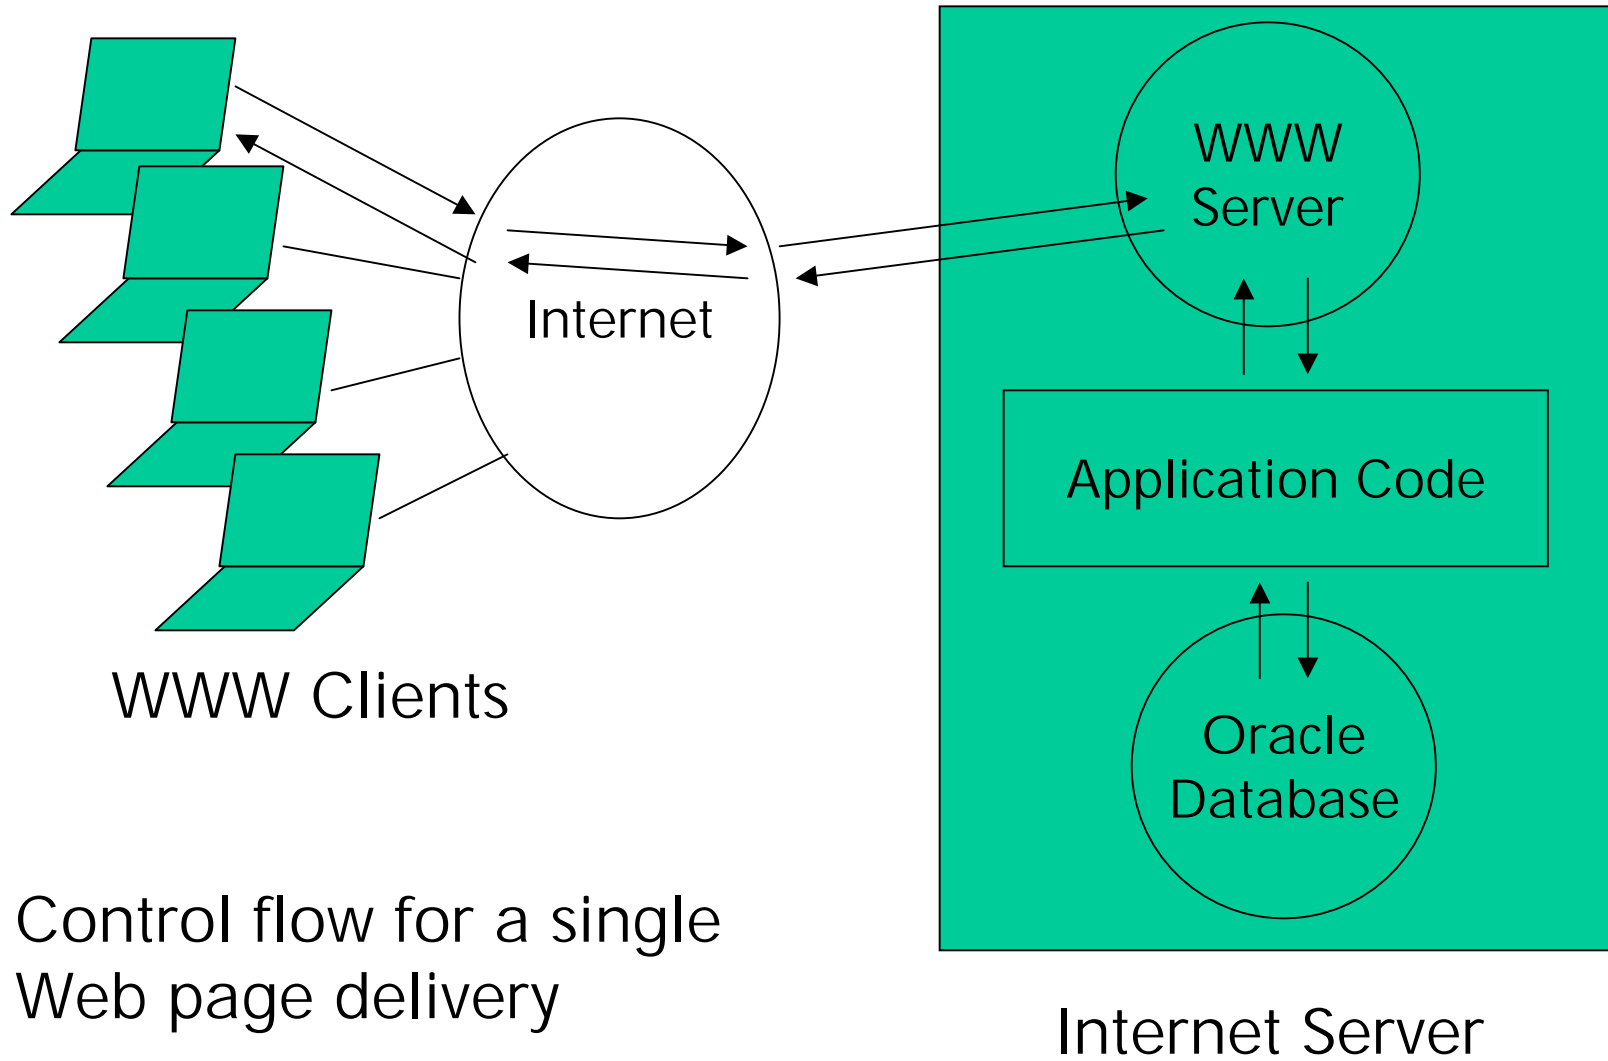 WWW
Server
Internet
Application Code
WWW Clients
Oracle
Database
Control flow for a single
Web page delivery
Internet Server